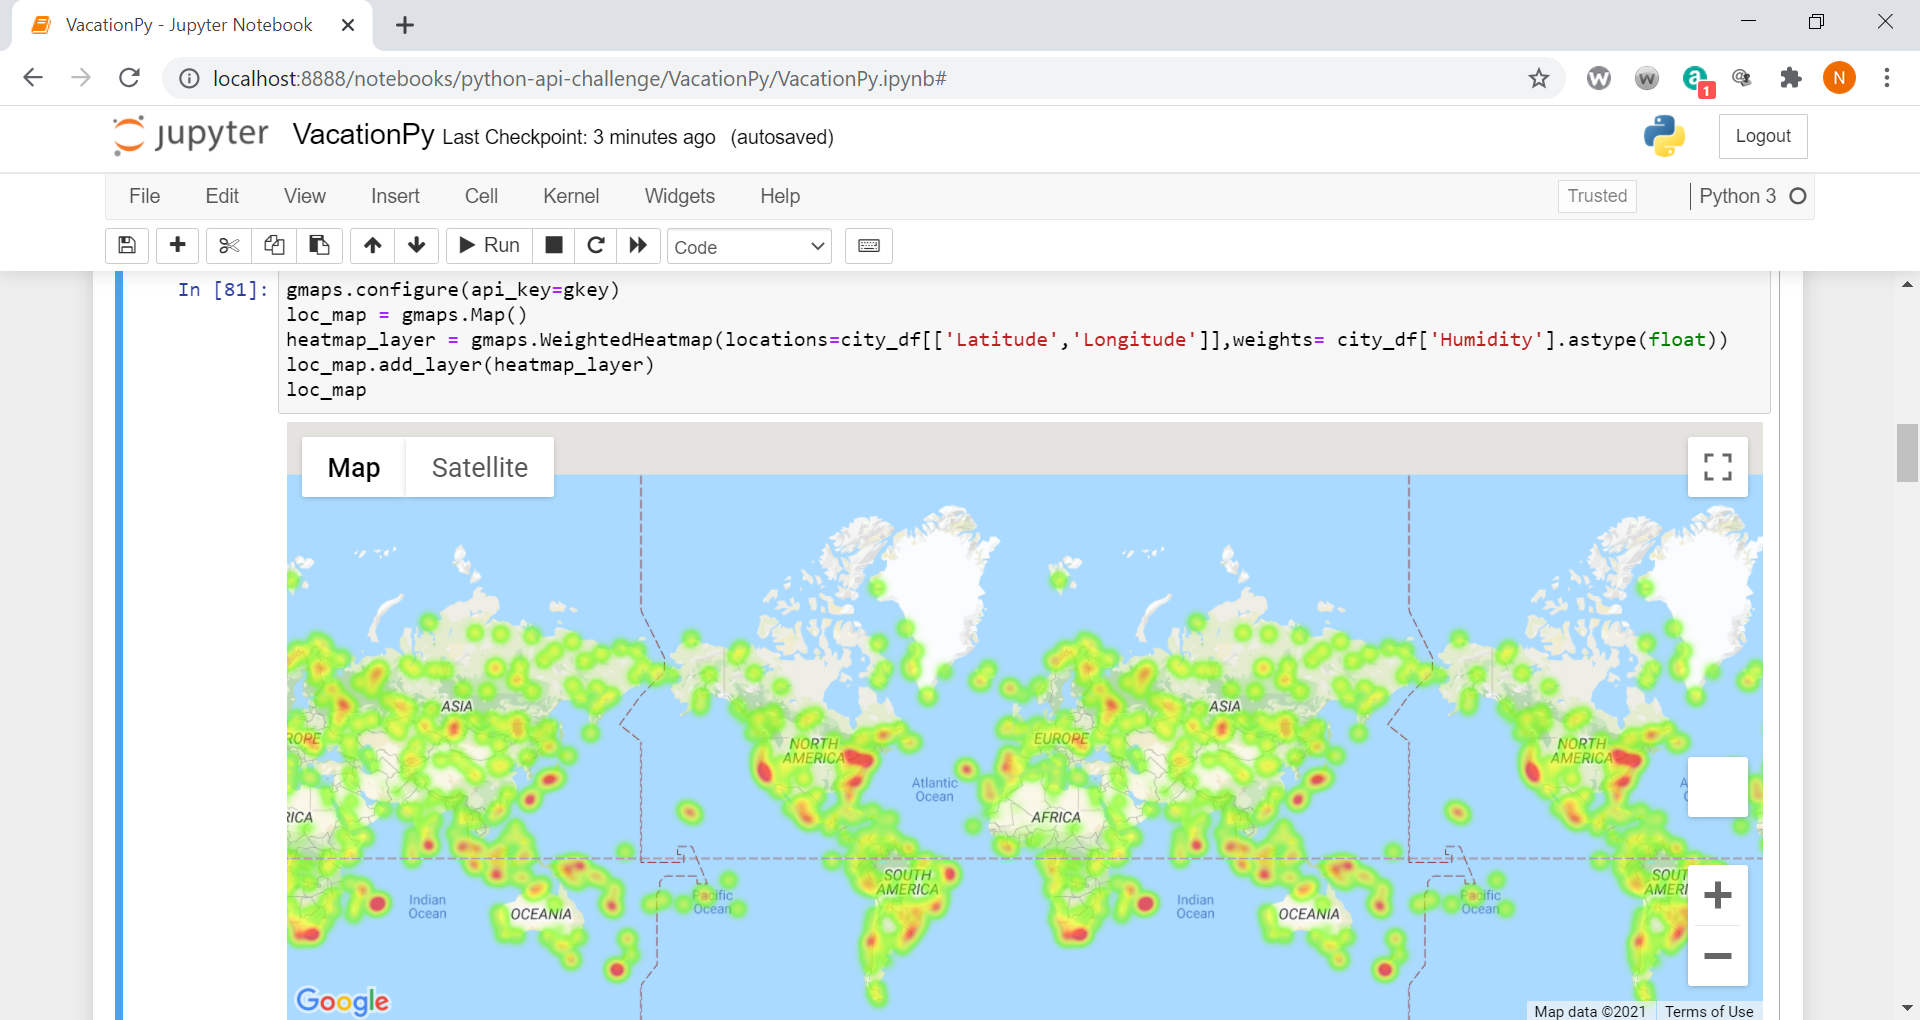 VacationPy - Jupyter Notebook
localhost:8888/notebooks/python-api-challenge/VacationPy/VacationPy.ipynb#
1
N
jupyter VacationPy Last Checkpoint: 3 minutes ago (autosaved)
Logout
File Edit View Insert Cell Kernel Widgets Help
Trusted
Python 3
Run
Code
In [81]:
gmaps.configure(api_key=gkey)
loc_map = gmaps.Map()
heatmap_layer = gmaps.WeightedHeatmap(locations=city_df[['Latitude','Longitude']],weights= city_df['Humidity'].astype(float))
loc_map.add_layer(heatmap_layer)
loc_map
Map Satellite
ASIA
ASIA
ROPE
NORTH
AMERICA
EUROPE
NORTH
AMERICA
Atlantic
Ocean
RICA
AFRICA
SOUTH
AMERICA
SOUT
AMERI
Indian
Ocean
OCEANIA
Pacific
Ocean
Indian
Ocean
OCEANIA
Pacific
Ocean
Google
Map data ©2021
Terms of Use